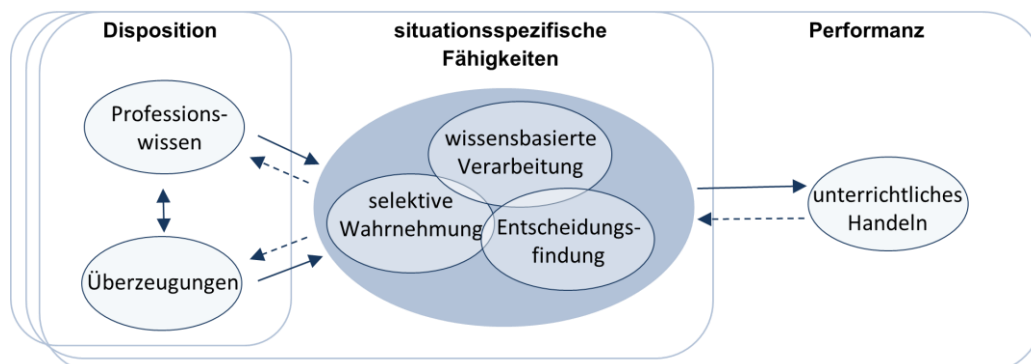 Disposition
situationsspezifische
Fähigkeiten
Performanz
Professions-
wissen
Überzeugungen
wissensbasierte
Verarbeitung
selektive
Wahrnehmung
Entscheidungs-
findung
unterrichtliches
Handeln